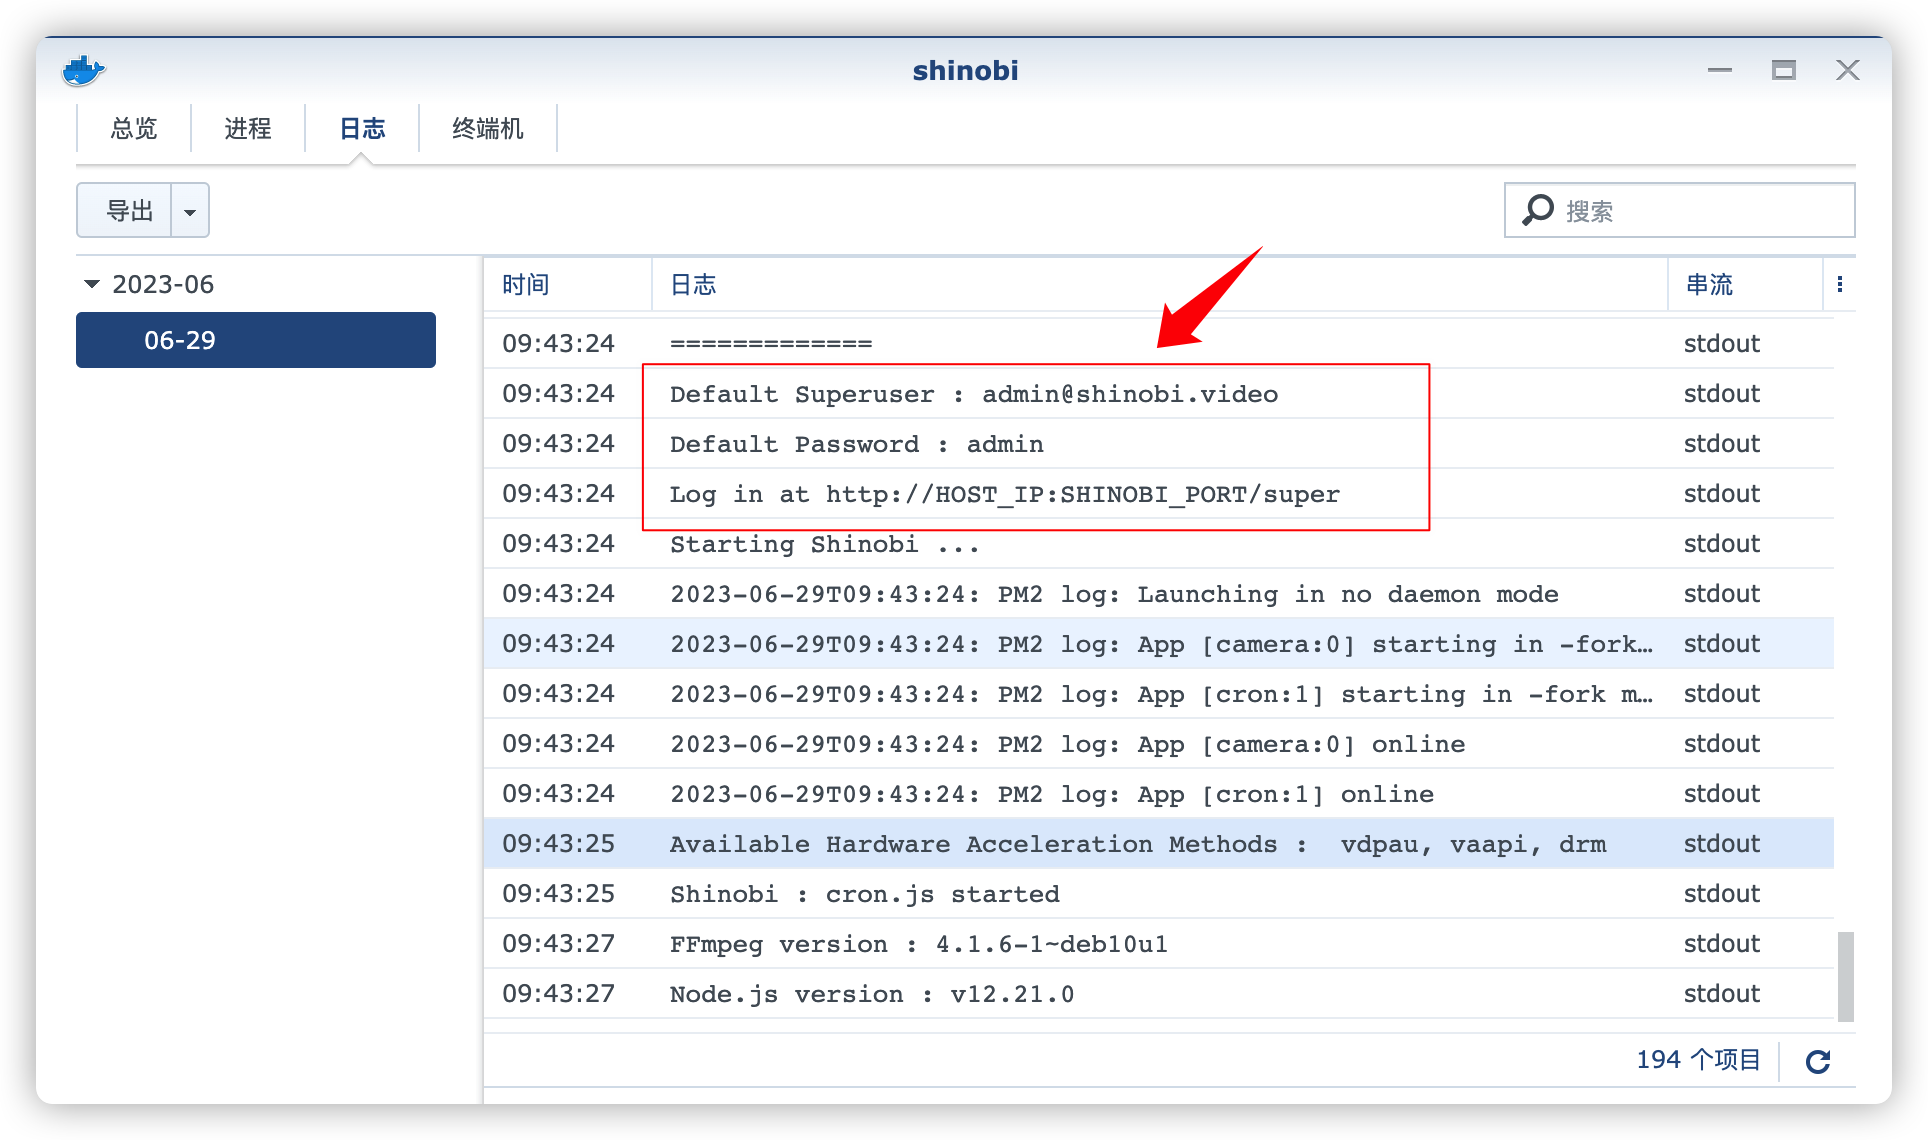 shinobi
总览 进程 日志 终端机
导出 搜索
2023-06
06-29
时间 日志 串流
09:43:24 ============= stdout
09:43:24 Default Superuser : admin@shinobi.video stdout
09:43:24 Default Password : admin stdout
09:43:24 Log in at http://HOST_IP:SHINOBI_PORT/super stdout
09:43:24 Starting Shinobi ... stdout
09:43:24 2023-06-29T09:43:24: PM2 log: Launching in no daemon mode stdout
09:43:24 2023-06-29T09:43:24: PM2 log: App [camera:0] starting in -fork… stdout
09:43:24 2023-06-29T09:43:24: PM2 log: App [cron:1] starting in -fork m… stdout
09:43:24 2023-06-29T09:43:24: PM2 log: App [camera:0] online stdout
09:43:24 2023-06-29T09:43:24: PM2 log: App [cron:1] online stdout
09:43:25 Available Hardware Acceleration Methods :  vdpau, vaapi, drm stdout
09:43:25 Shinobi : cron.js started stdout
09:43:27 FFmpeg version : 4.1.6-1~deb10u1 stdout
09:43:27 Node.js version : v12.21.0 stdout
194 个项目